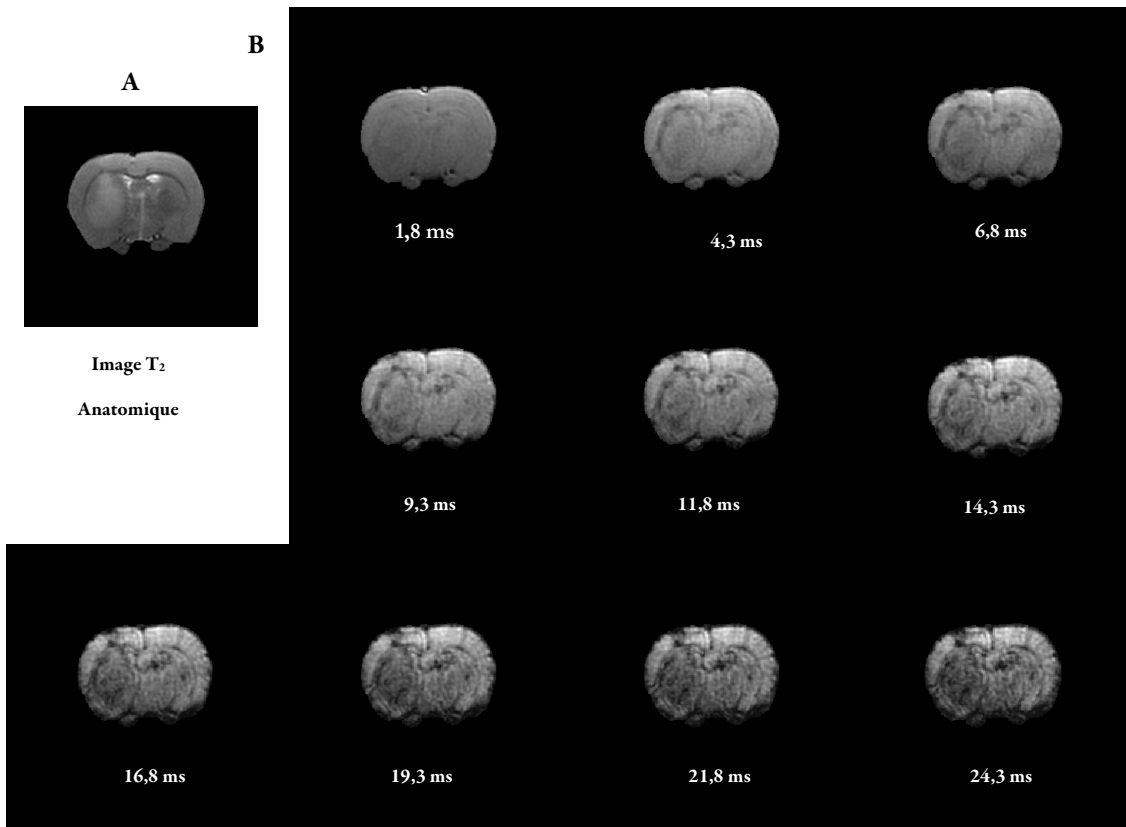 B
A
Image T₂
Anatomique
1,8 ms
4,3 ms
6,8 ms
9,3 ms
11,8 ms
14,3 ms
16,8 ms
19,3 ms
21,8 ms
24,3 ms